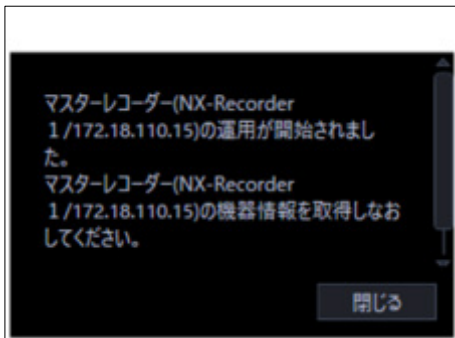 マスターレコーダー(NX-Recorder
１/172.18.110.15)の運用が開始されまし
た。
マスターレコーダー(NX-Recorder
１/172.18.110.15)の機器情報を取得しなお
してください。
閉じる